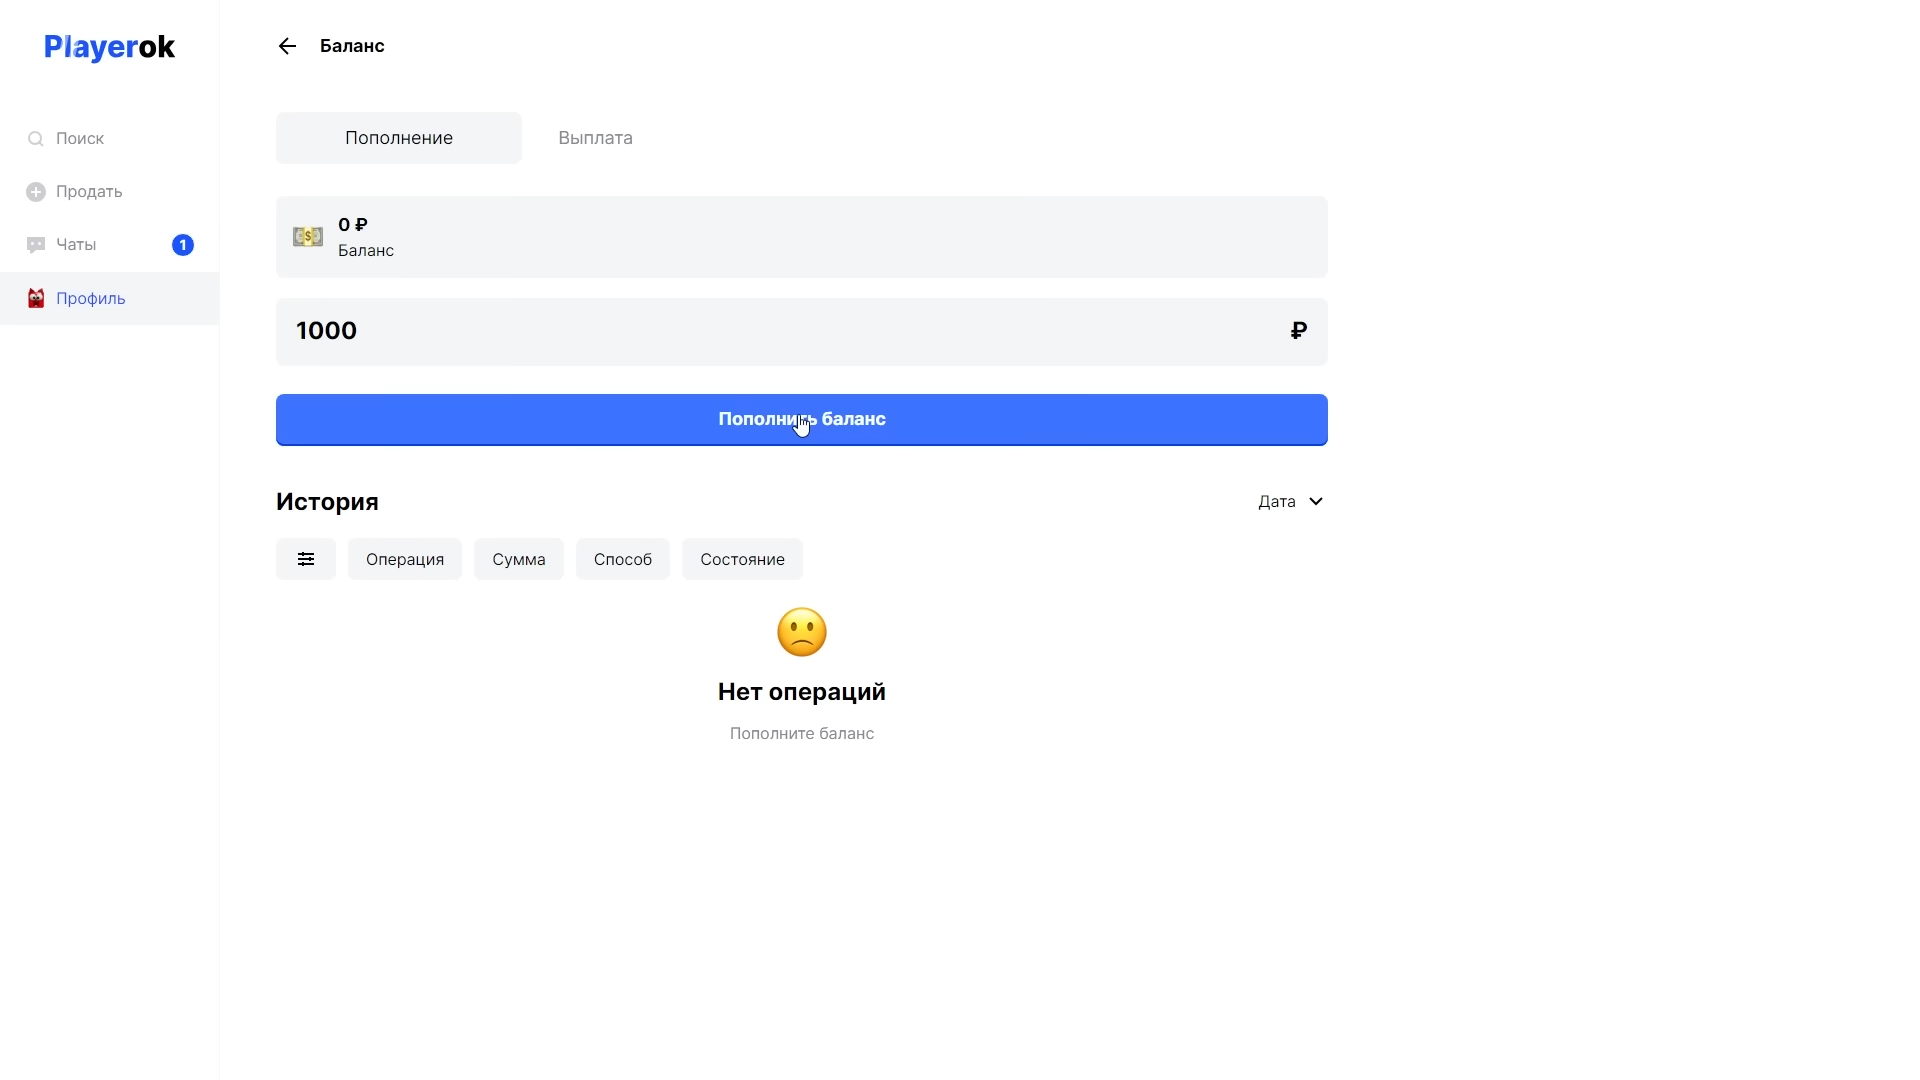 Playerok
Баланс
Поиск
Продать
Чаты
1
Профиль
Пополнение
Выплата
0 ₽
Баланс
1000 ₽
Пополнить баланс
История
Дата
Операция
Сумма
Способ
Состояние
Нет операций
Пополните баланс